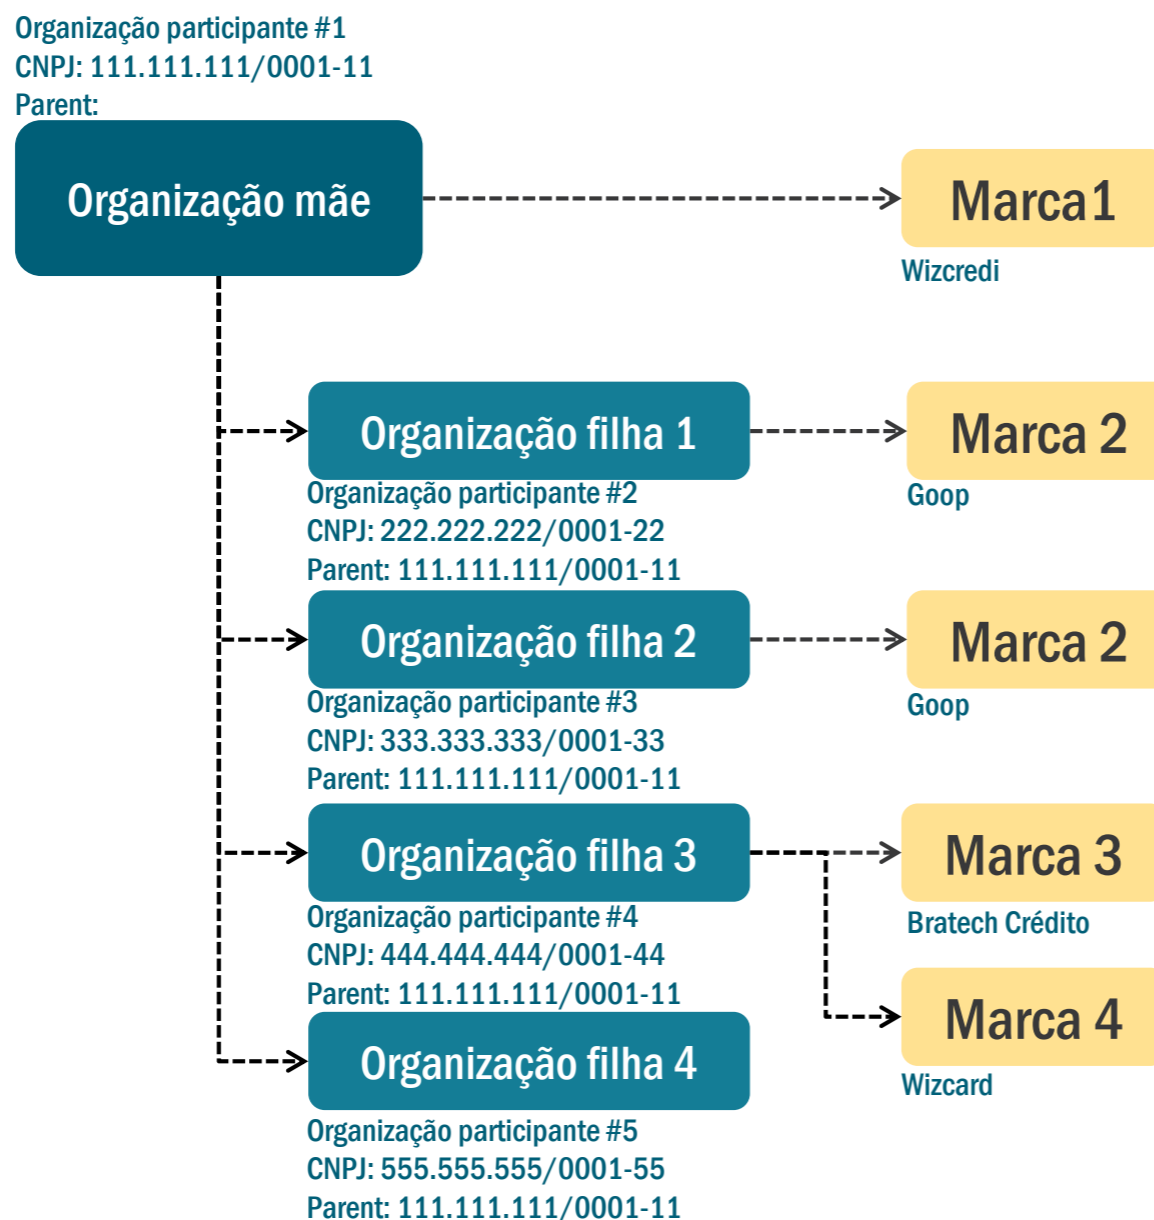 Organização participante #1
CNPJ: 111.111.111/0001-11
Parent:
Organização mãe
Marca1
Wizcredi
Organização filha 1
Marca 2
Organização participante #2
Goop
CNPJ: 222.222.222/0001-22
Parent: 111.111.111/0001-11
Organização filha 2
Marca 2
Organização participante #3
Goop
CNPJ: 333.333.333/0001-33
Parent: 111.111.111/0001-11
Organização filha 3
Marca 3
Organização participante #4
Bratech Crédito
CNPJ: 444.444.444/0001-44
Parent: 111.111.111/0001-11
Marca 4
Organização filha 4
Wizcard
Organização participante #5
CNPJ: 555.555.555/0001-55
Parent: 111.111.111/0001-11